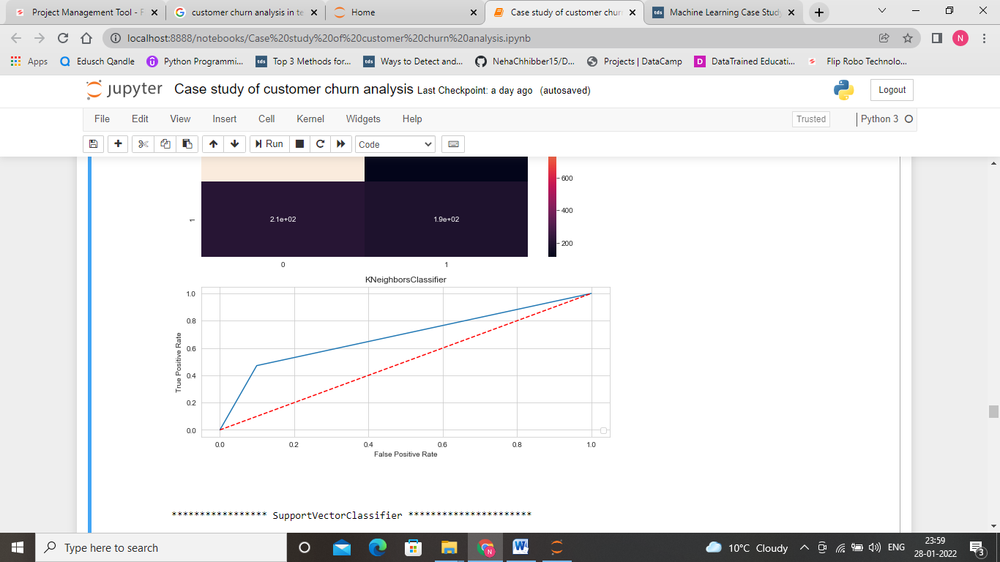 Project Management Tool - F
customer churn analysis in te
Home
Case study of customer churn
Machine Learning Case Study
localhost:8888/notebooks/Case%20study%20of%20customer%20churn%20analysis.ipynb
N
Apps
Edusch Qandle
Python Programmi...
tds Top 3 Methods for...
tds Ways to Detect and...
NehaChhibber15/D...
Projects | DataCamp
D DataTrained Educati...
Flip Robo Technolo...
jupyter Case study of customer churn analysis Last Checkpoint: a day ago (autosaved)
Logout
File Edit View Insert Cell Kernel Widgets Help
Trusted
Python 3
Run
Code
600
400
200
1
2.1e+02
1.9e+02
0
1
KNeighborsClassifier
1.0
0.8
0.6
0.4
0.2
0.0
True Positive Rate
0.0 0.2 0.4 0.6 0.8 1.0
False Positive Rate
***************** SupportVectorClassifier **********************
Type here to search
10°C Cloudy
ENG
23:59
28-01-2022
3